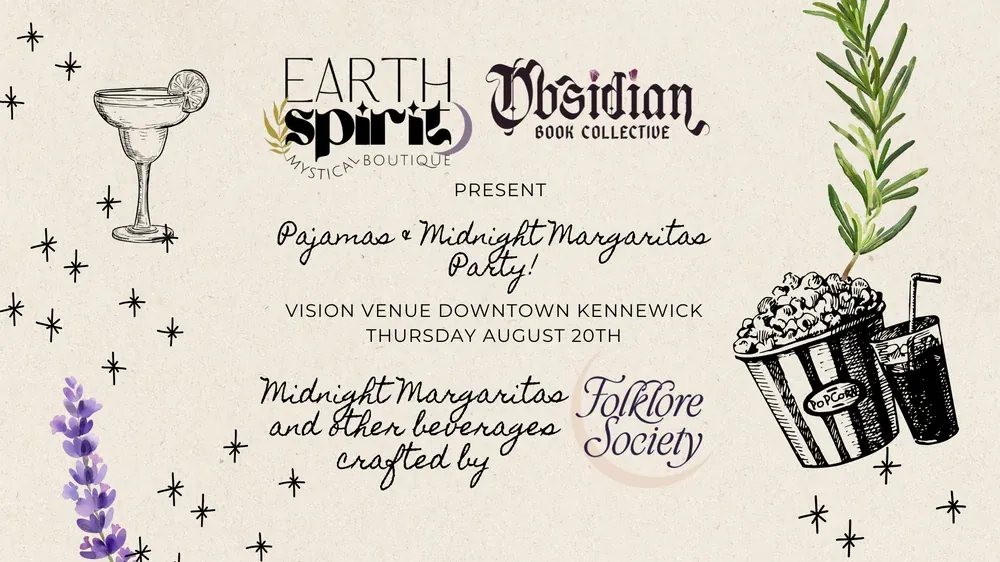 EARTH
spirit
MYSTICAL BOUTIQUE
Obsidian
BOOK COLLECTIVE
PRESENT
Pajamas & Midnight Margaritas
Party!
VISION VENUE DOWNTOWN KENNEWICK
THURSDAY AUGUST 20TH
Midnight Margaritas
and other beverages
crafted by
Folklore
Society
POPCORN